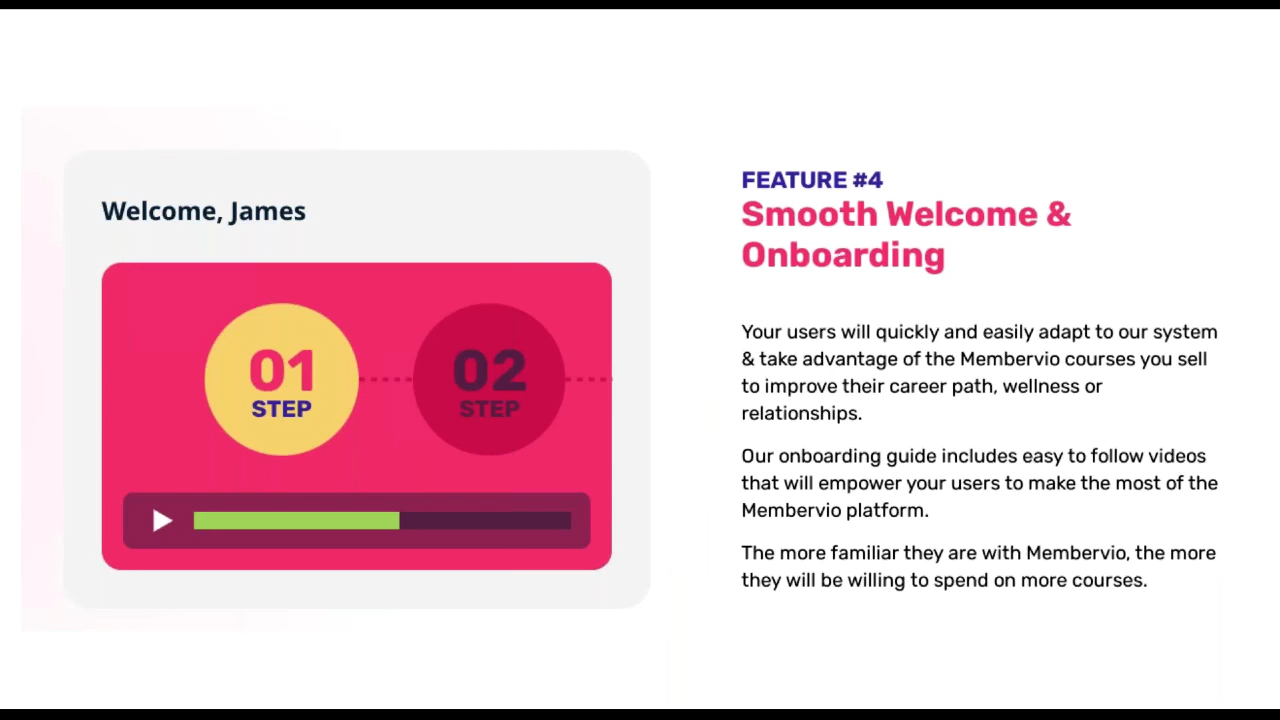 Welcome, James
01
STEP
02
STEP
FEATURE #4
Smooth Welcome &
Onboarding
Your users will quickly and easily adapt to our system
& take advantage of the Membervio courses you sell
to improve their career path, wellness or
relationships.
Our onboarding guide includes easy to follow videos
that will empower your users to make the most of the
Membervio platform.
The more familiar they are with Membervio, the more
they will be willing to spend on more courses.